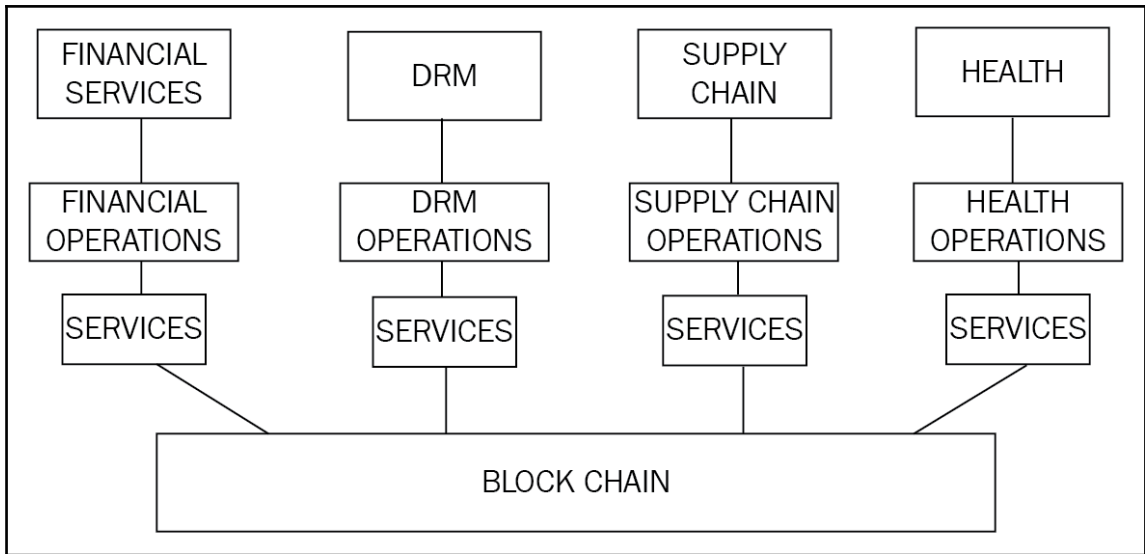 FINANCIAL
SERVICES
DRM
SUPPLY
CHAIN
HEALTH
FINANCIAL
OPERATIONS
DRM
OPERATIONS
SUPPLY CHAIN
OPERATIONS
HEALTH
OPERATIONS
SERVICES
SERVICES
SERVICES
SERVICES
BLOCK CHAIN